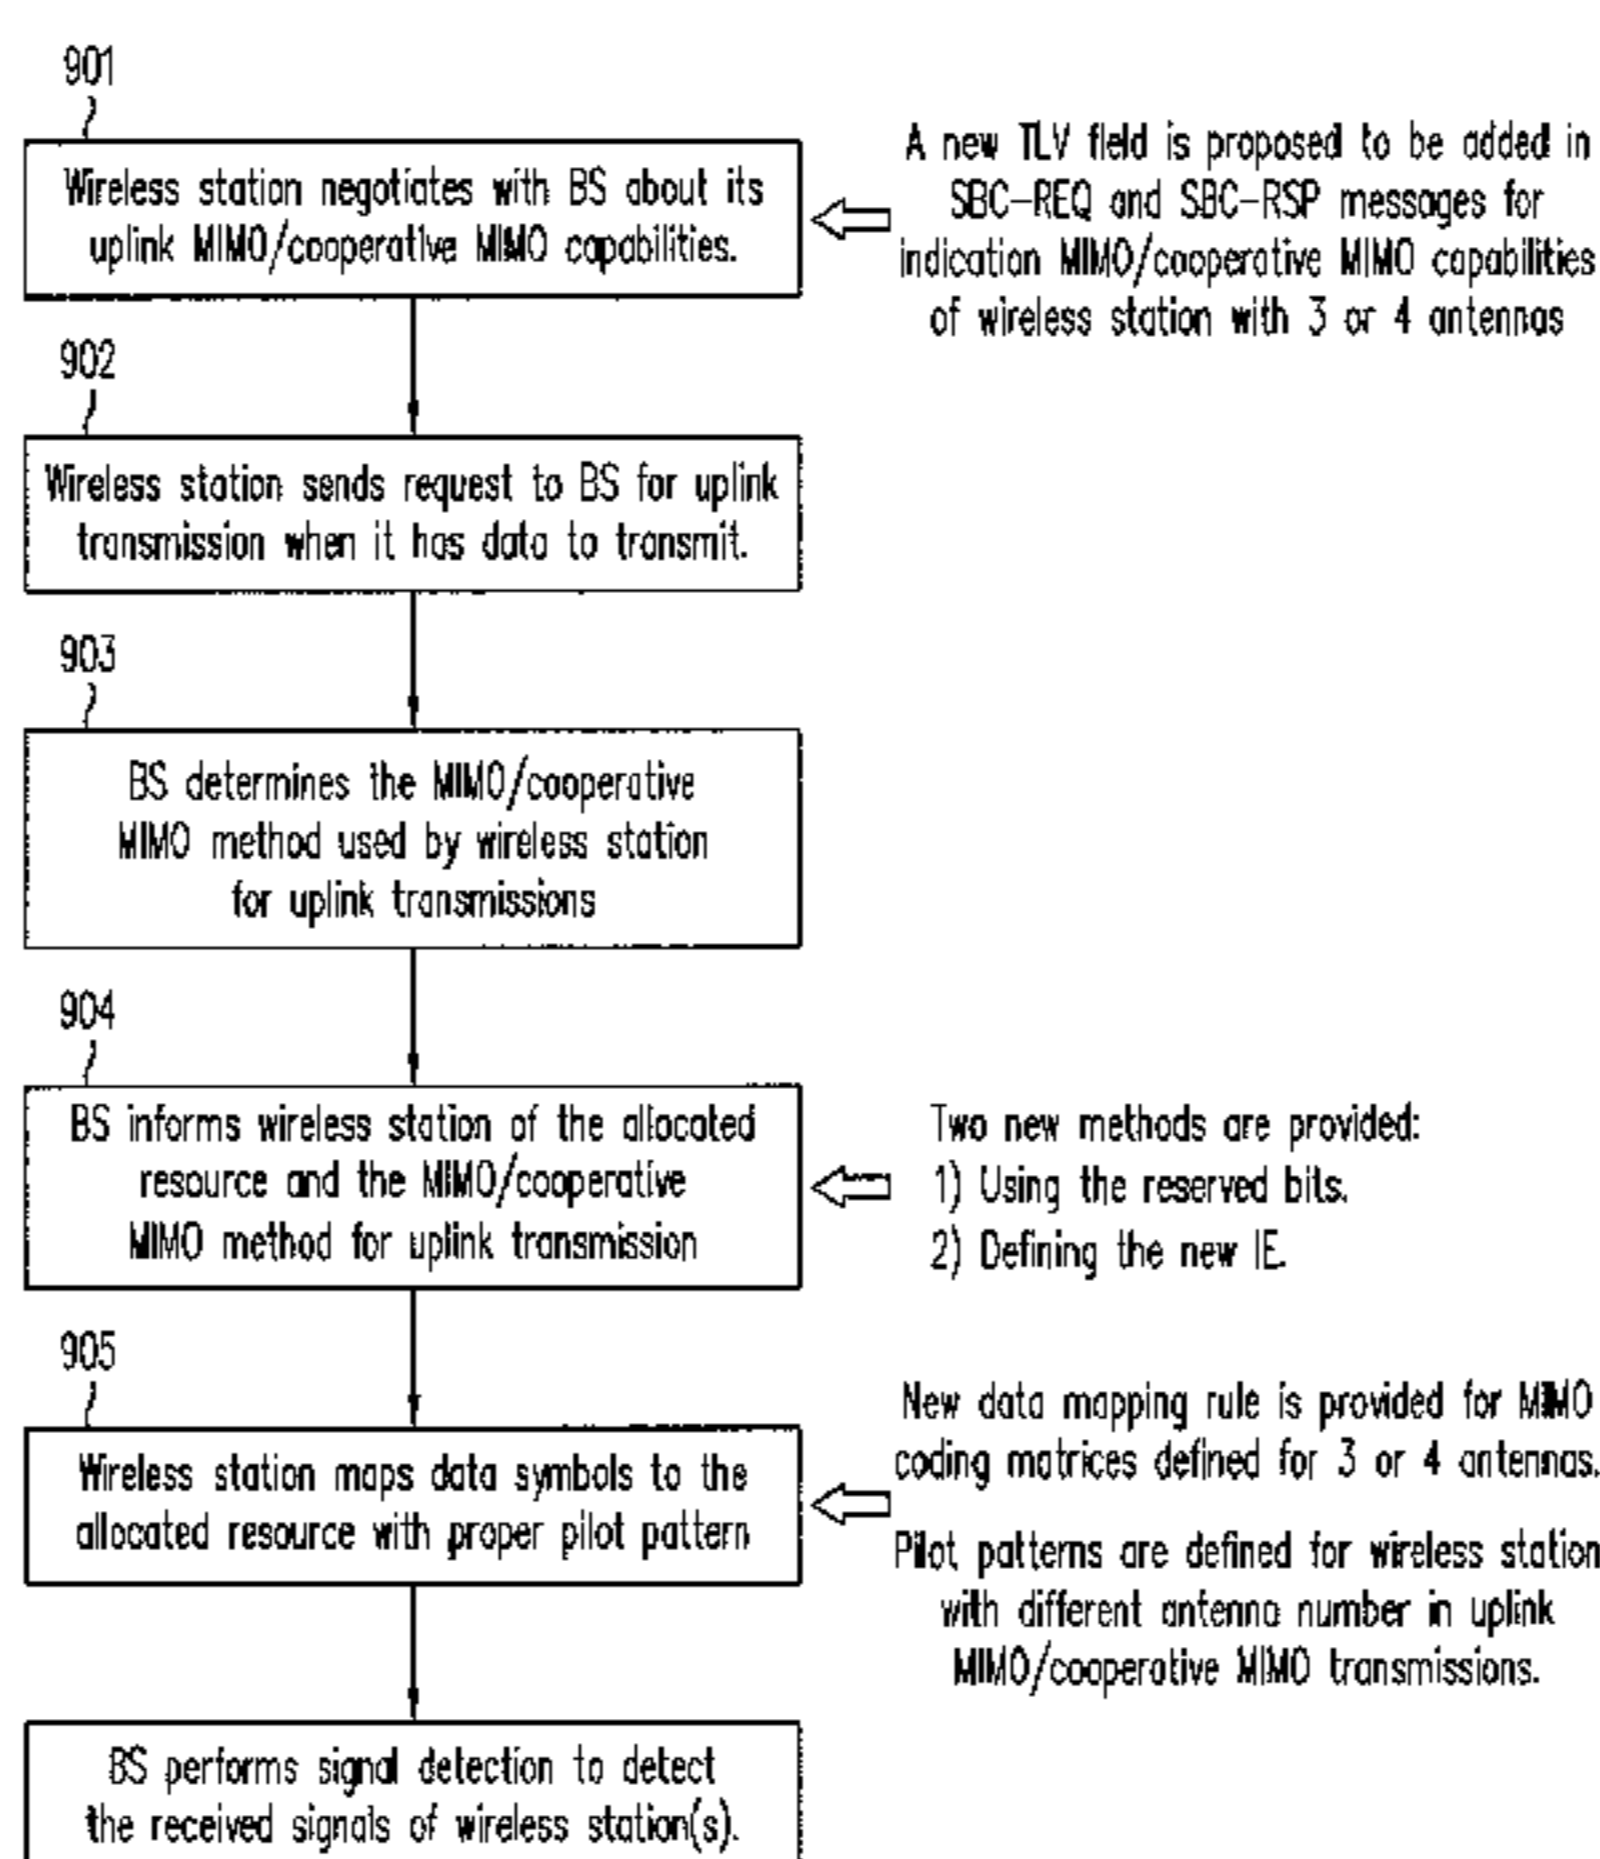 901
Wireless station negotiates with BS about its
uplink MIMO/cooperative MIMO capabilities.
A new TLV field is proposed to be added in
SBC-REQ and SBC-RSP messages for
indication MIMO/cooperative MIMO capabilities
of wireless station with 3 or 4 antennas
902
Wireless station sends request to BS for uplink
transmission when it has data to transmit.
903
BS determines the MIMO/cooperative
MIMO method used by wireless station
for uplink transmissions
904
BS informs wireless station of the allocated
resource and the MIMO/cooperative
MIMO method for uplink transmission
Two new methods are provided:
1) Using the reserved bits.
2) Defining the new IE.
905
Wireless station maps data symbols to the
allocated resource with proper pilot pattern
New data mapping rule is provided for MIMO
coding matrices defined for 3 or 4 antennas.
Pilot patterns are defined for wireless station
with different antenna number in uplink
MIMO/cooperative MIMO transmissions.
BS performs signal detection to detect
the received signals of wireless station(s).